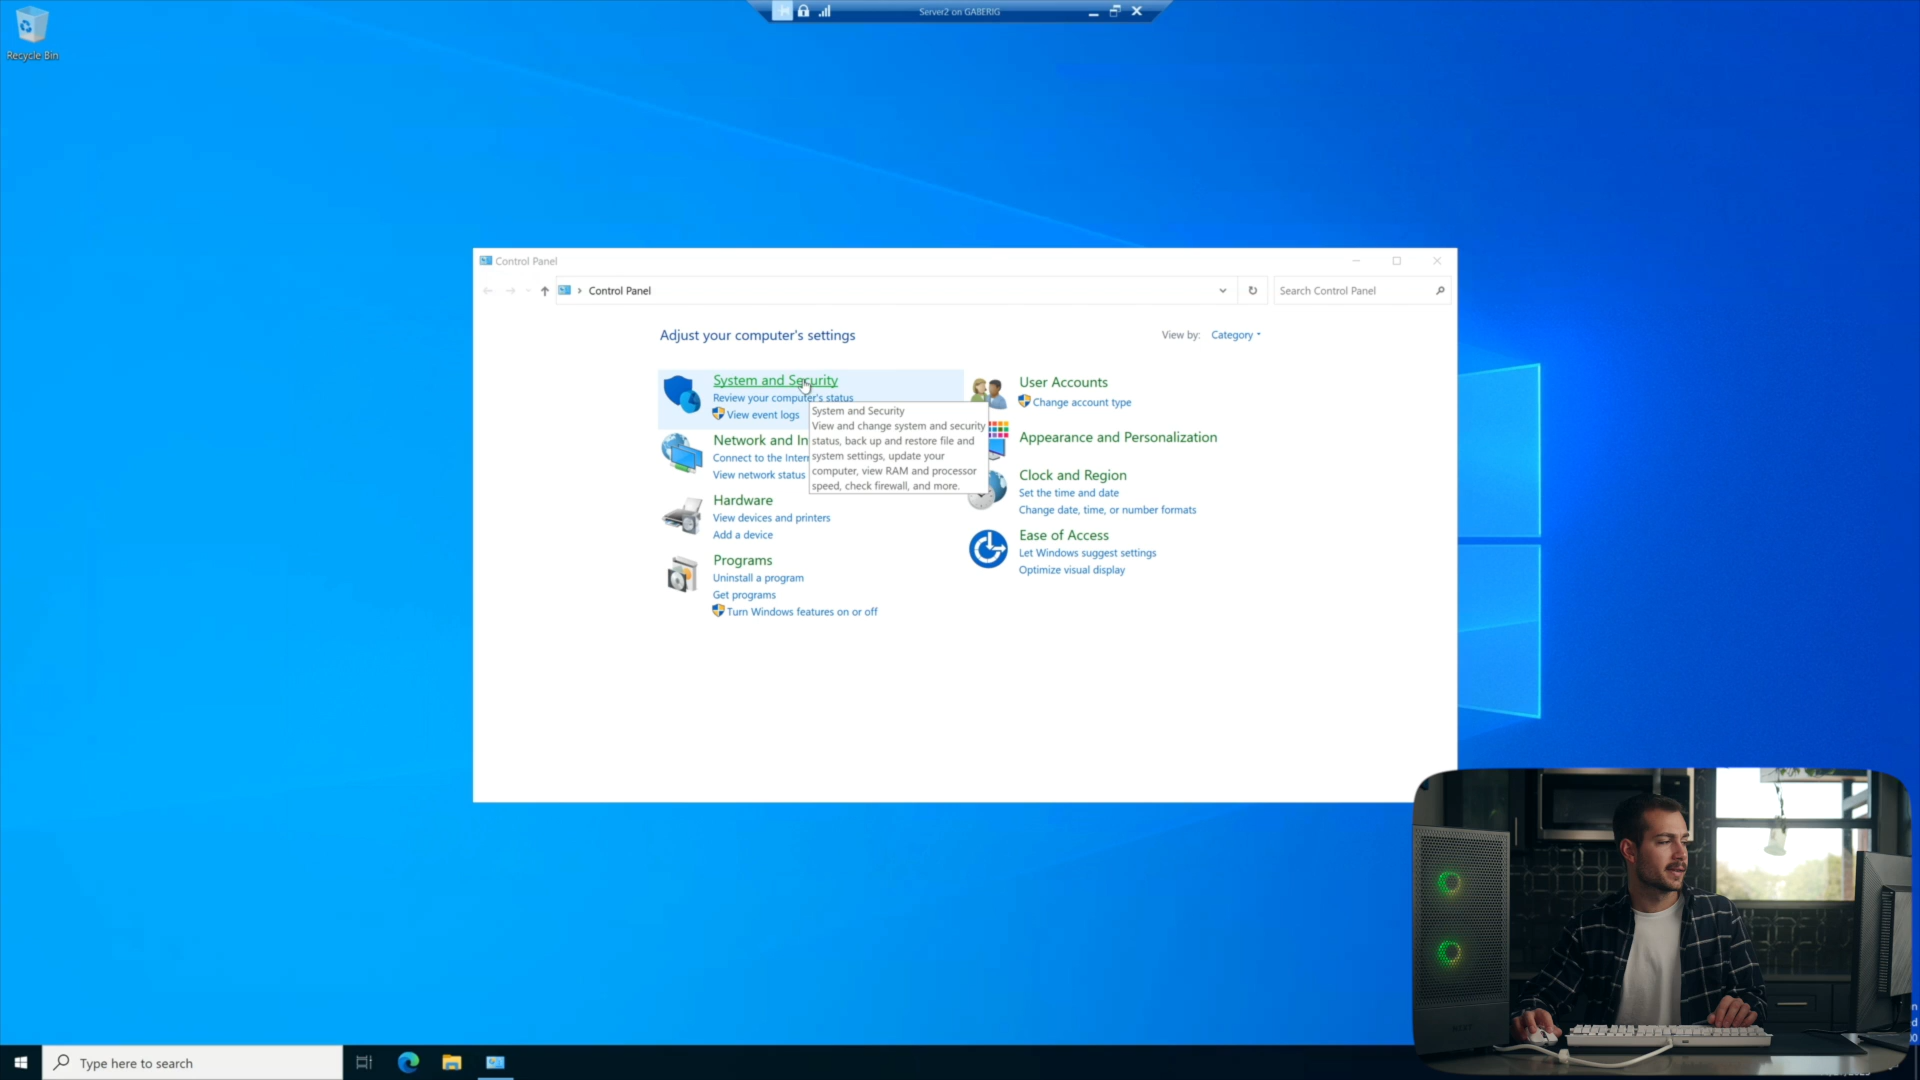 Recycle Bin
Server2 on GABERIG
Control Panel
Control Panel
Search Control Panel
Adjust your computer's settings
View by: Category
System and Security
Review your computer's status
View event logs
System and Security
View and change system and security
status, back up and restore file and
system settings, update your
computer, view RAM and processor
speed, check firewall, and more.
Network and In
Connect to the Inter
View network status
Hardware
View devices and printers
Add a device
Programs
Uninstall a program
Get programs
Turn Windows features on or off
User Accounts
Change account type
Appearance and Personalization
Clock and Region
Set the time and date
Change date, time, or number formats
Ease of Access
Let Windows suggest settings
Optimize visual display
Type here to search
NZXT